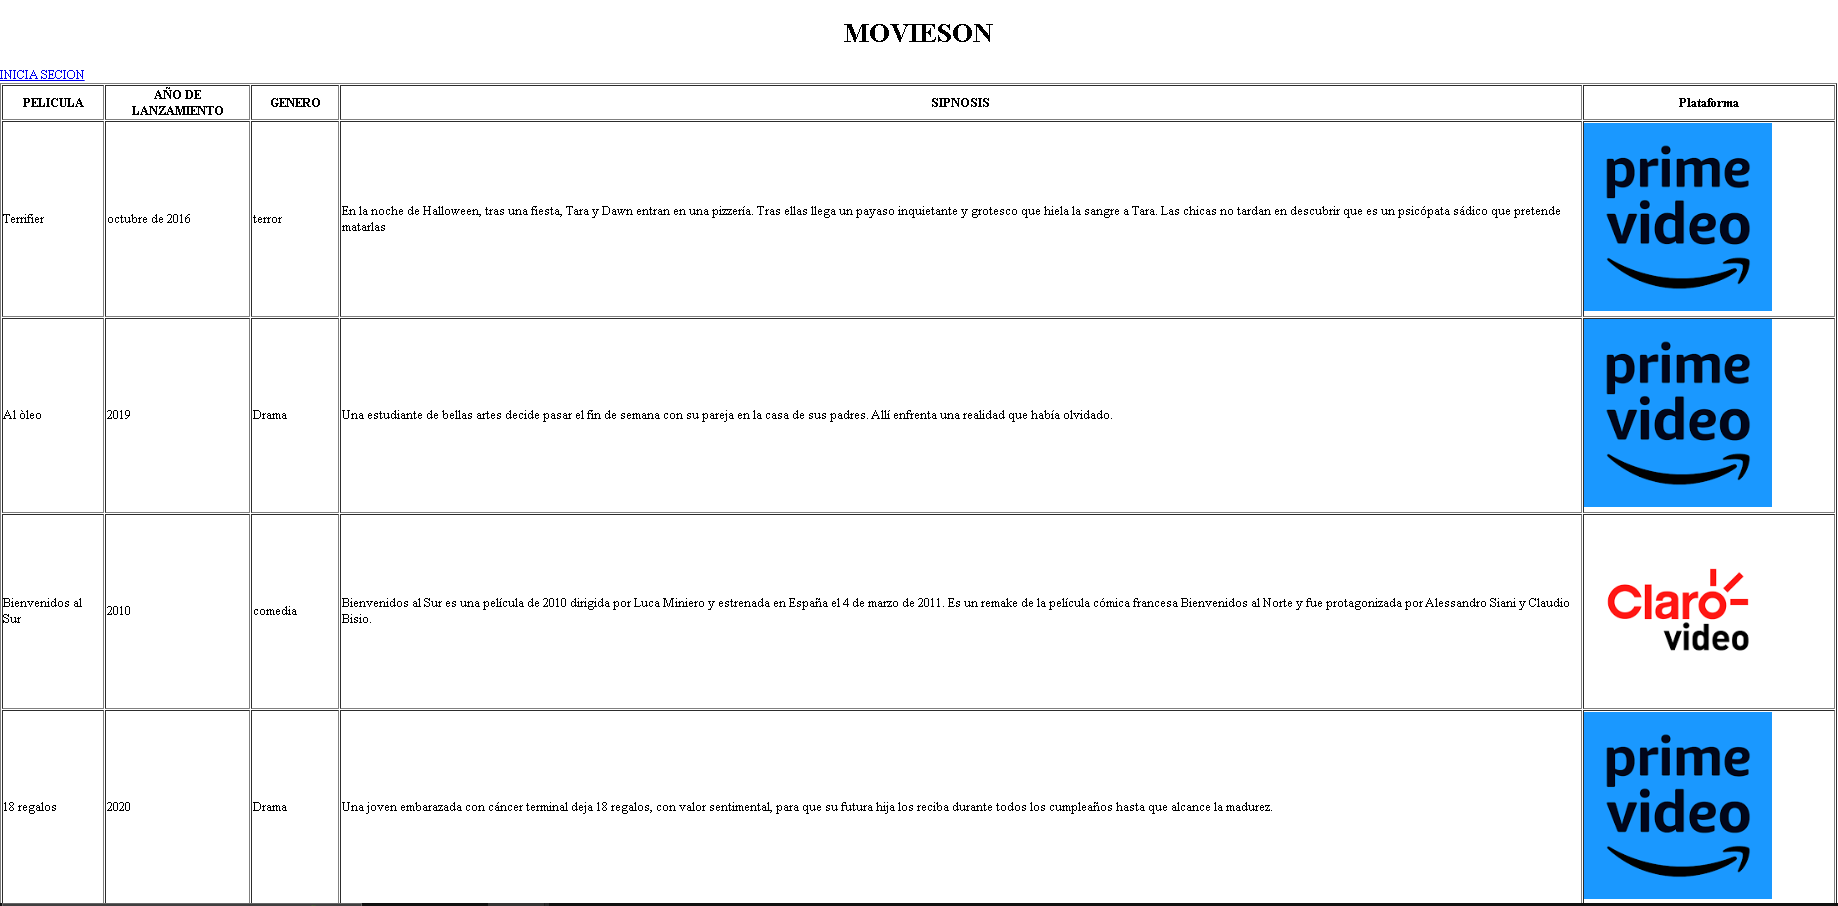 MOVIESON
INICIA SECION
PELICULA
AÑO DE
LANZAMIENTO
GENERO
SIPNOSIS
Plataforma
Terrifier
octubre de 2016
terror
En la noche de Halloween, tras una fiesta, Tara y Dawn entran en una pizzería. Tras ellas llega un payaso inquietante y grotesco que hiela la sangre a Tara. Las chicas no tardan en descubrir que es un psicópata sádico que pretende
matarlas
prime
video
Al òleo
2019
Drama
Una estudiante de bellas artes decide pasar el fin de semana con su pareja en la casa de sus padres. Allí enfrenta una realidad que había olvidado.
prime
video
Bienvenidos al
Sur
2010
comedia
Bienvenidos al Sur es una película de 2010 dirigida por Luca Miniero y estrenada en España el 4 de marzo de 2011. Es un remake de la película cómica francesa Bienvenidos al Norte y fue protagonizada por Alessandro Siani y Claudio
Bisio.
Claro
video
18 regalos
2020
Drama
Una joven embarazada con cáncer terminal deja 18 regalos, con valor sentimental, para que su futura hija los reciba durante todos los cumpleaños hasta que alcance la madurez.
prime
video